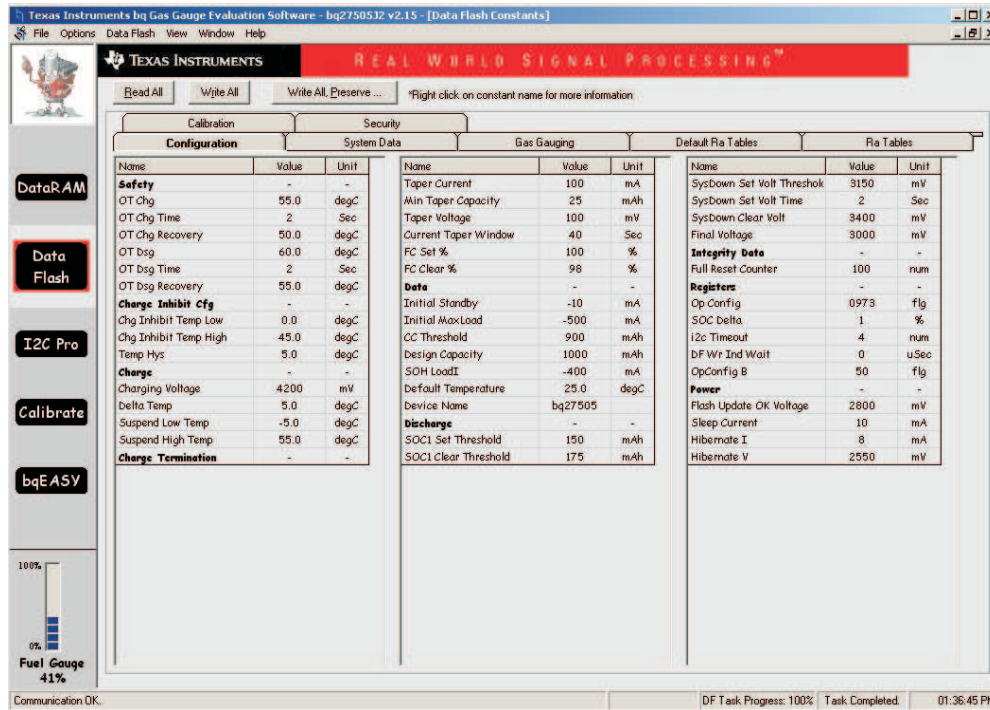 Texas Instruments bq Gas Gauge Evaluation Software - bq27505J2 v2.15 - [Data Flash Constants]
File Options Data Flash View Window Help
TEXAS INSTRUMENTS
REAL WORLD SIGNAL PROCESSING™
Read All Write All Write All, Preserve ... *Right click on constant name for more information
Calibration Security
Configuration System Data Gas Gauging Default Ra Tables Ra Tables
DataRAM
Data
Flash
I2C Pro
Calibrate
bqEASY
100%
0%
Fuel Gauge
41%
Name Value Unit
Safety - -
OT Chg 55.0 degC
OT Chg Time 2 Sec
OT Chg Recovery 50.0 degC
OT Dsg 60.0 degC
OT Dsg Time 2 Sec
OT Dsg Recovery 55.0 degC
Charge Inhibit Cfg - -
Chg Inhibit Temp Low 0.0 degC
Chg Inhibit Temp High 45.0 degC
Temp Hys 5.0 degC
Charge - -
Charging Voltage 4200 mV
Delta Temp 5.0 degC
Suspend Low Temp -5.0 degC
Suspend High Temp 55.0 degC
Charge Termination - -
Name Value Unit
Taper Current 100 mA
Min Taper Capacity 25 mAh
Taper Voltage 100 mV
Current Taper Window 40 Sec
FC Set % 100 %
FC Clear % 98 %
Data - -
Initial Standby -10 mA
Initial MaxLoad -500 mA
CC Threshold 900 mAh
Design Capacity 1000 mAh
SOH LoadI -400 mA
Default Temperature 25.0 degC
Device Name bq27505
Discharge - -
SOC1 Set Threshold 150 mAh
SOC1 Clear Threshold 175 mAh
Name Value Unit
SysDown Set Volt Threshok 3150 mV
SysDown Set Volt Time 2 Sec
SysDown Clear Volt 3400 mV
Final Voltage 3000 mV
Integrity Data - -
Full Reset Counter 100 num
Registers - -
Op Config 0973 flg
SOC Delta 1 %
i2c Timeout 4 num
DF Wr Ind Wait 0 uSec
OpConfig B 50 flg
Power - -
Flash Update OK Voltage 2800 mV
Sleep Current 10 mA
Hibernate I 8 mA
Hibernate V 2550 mV
Communication OK. DF Task Progress: 100% Task Completed. 01:36:45 PM